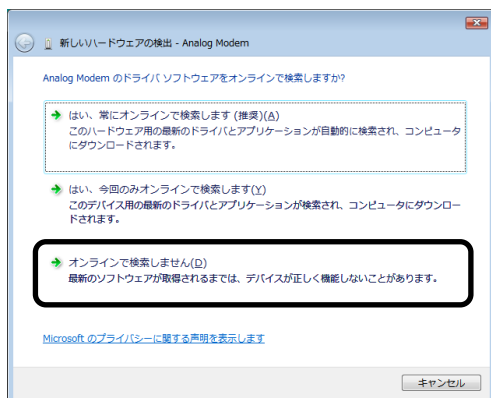 新しいハードウェアの検出 - Analog Modem
Analog Modem のドライバ ソフトウェアをオンラインで検索しますか?
はい、常にオンラインで検索します (推奨)(A)
このハードウェア用の最新のドライバとアプリケーションが自動的に検索され、コンピュータ
にダウンロードされます。
はい、今回のみオンラインで検索します(Y)
このデバイス用の最新のドライバとアプリケーションが検索され、コンピュータにダウンロー
ドされます。
オンラインで検索しません(D)
最新のソフトウェアが取得されるまでは、デバイスが正しく機能しないことがあります。
Microsoft のプライバシーに関する声明を表示します
キャンセル